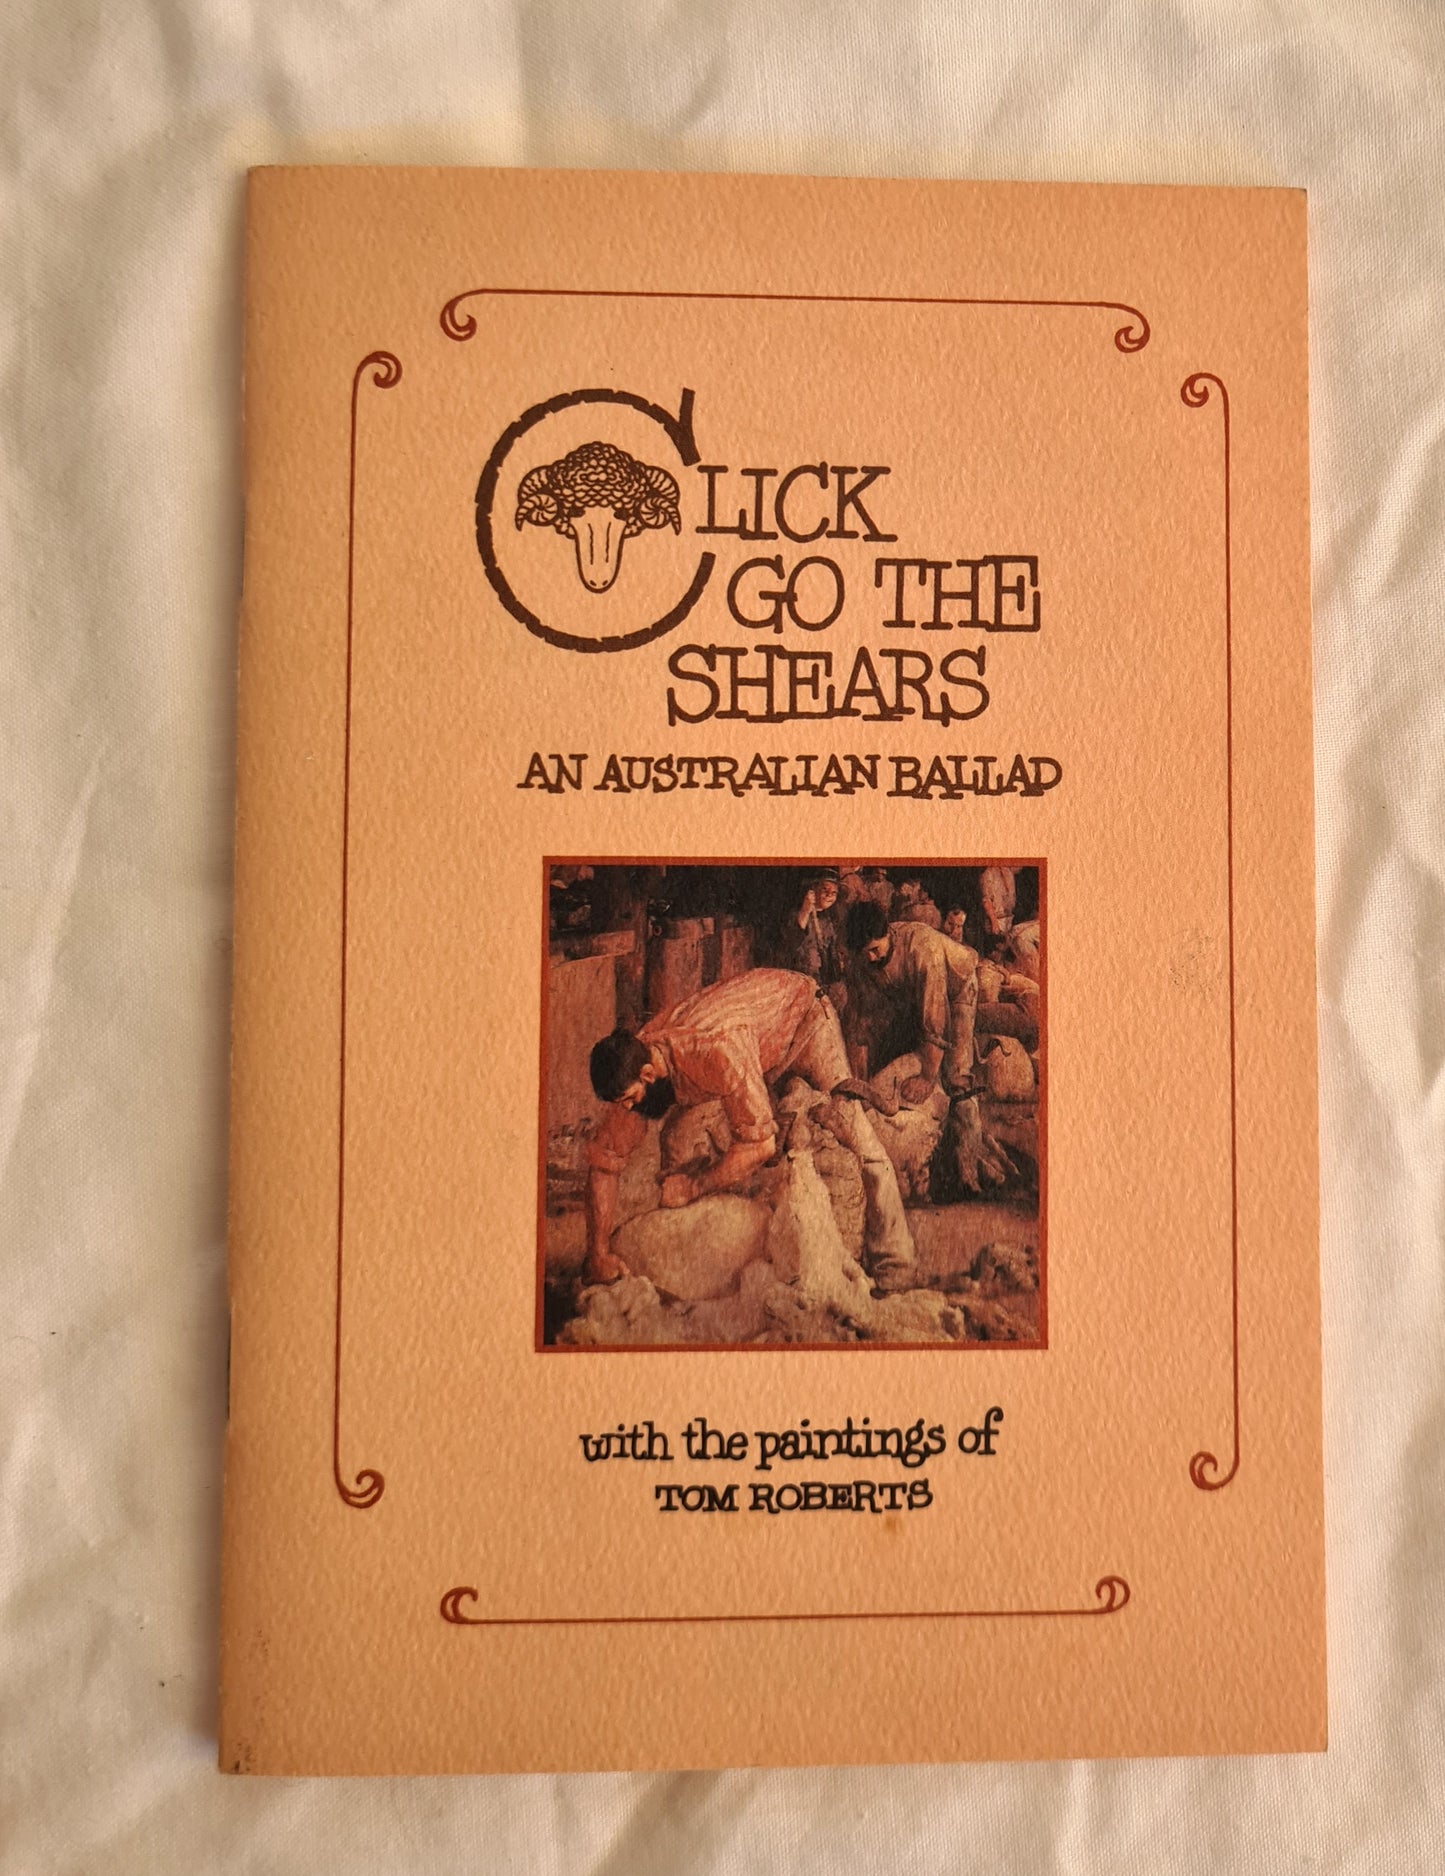 CLICK
GO THE
SHEARS
AN AUSTRALIAN BALLAD
with the paintings of
TOM ROBERTS